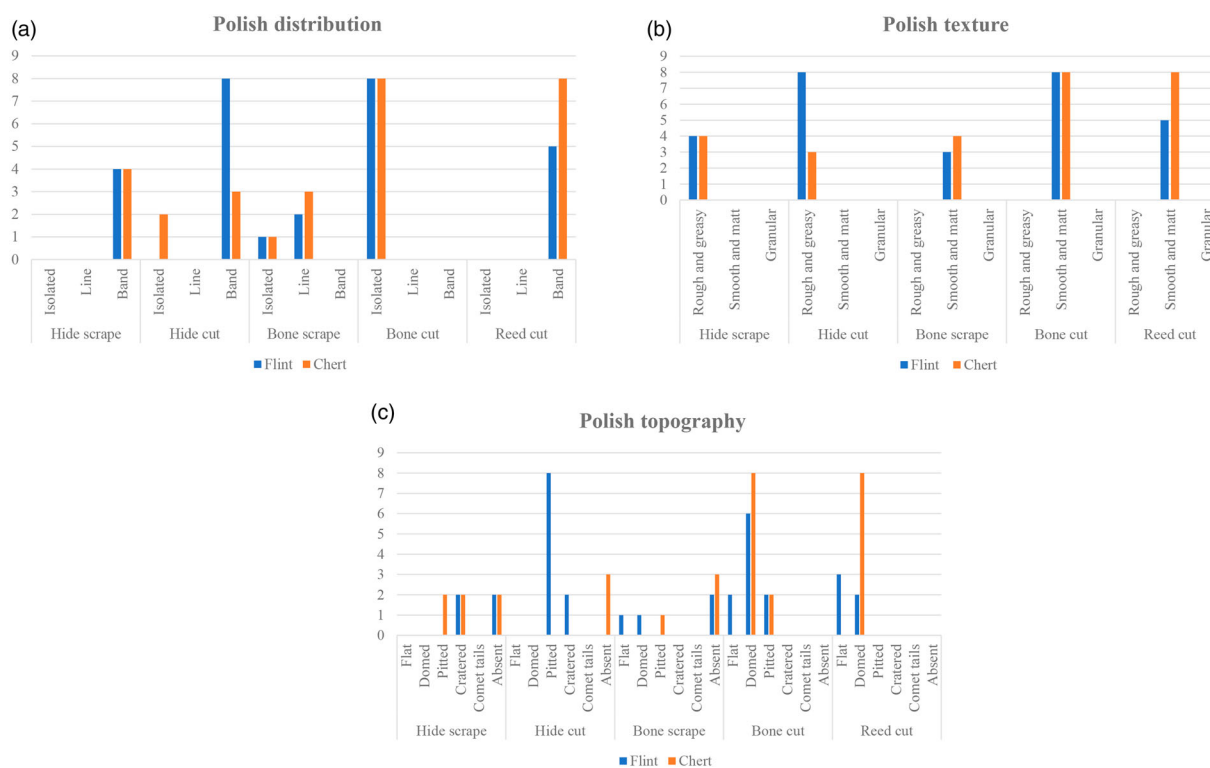 (a)
Polish distribution
9
8
7
6
5
4
3
2
1
0
Isolated
Line
Band
Isolated
Line
Band
Isolated
Line
Band
Isolated
Line
Band
Isolated
Line
Band
Hide scrape Hide cut Bone scrape Bone cut Reed cut
Flint Chert
(b)
Polish texture
9
8
7
6
5
4
3
2
1
0
Rough and greasy
Smooth and matt
Granular
Rough and greasy
Smooth and matt
Granular
Rough and greasy
Smooth and matt
Granular
Rough and greasy
Smooth and matt
Granular
Rough and greasy
Smooth and matt
Granular
Hide scrape Hide cut Bone scrape Bone cut Reed cut
Flint Chert
(c)
Polish topography
9
8
7
6
5
4
3
2
1
0
Flat
Domed
Pitted
Cratered
Comet tails
Absent
Flat
Domed
Pitted
Cratered
Comet tails
Absent
Flat
Domed
Pitted
Cratered
Comet tails
Absent
Flat
Domed
Pitted
Cratered
Comet tails
Absent
Flat
Domed
Pitted
Cratered
Comet tails
Absent
Hide scrape Hide cut Bone scrape Bone cut Reed cut
Flint Chert